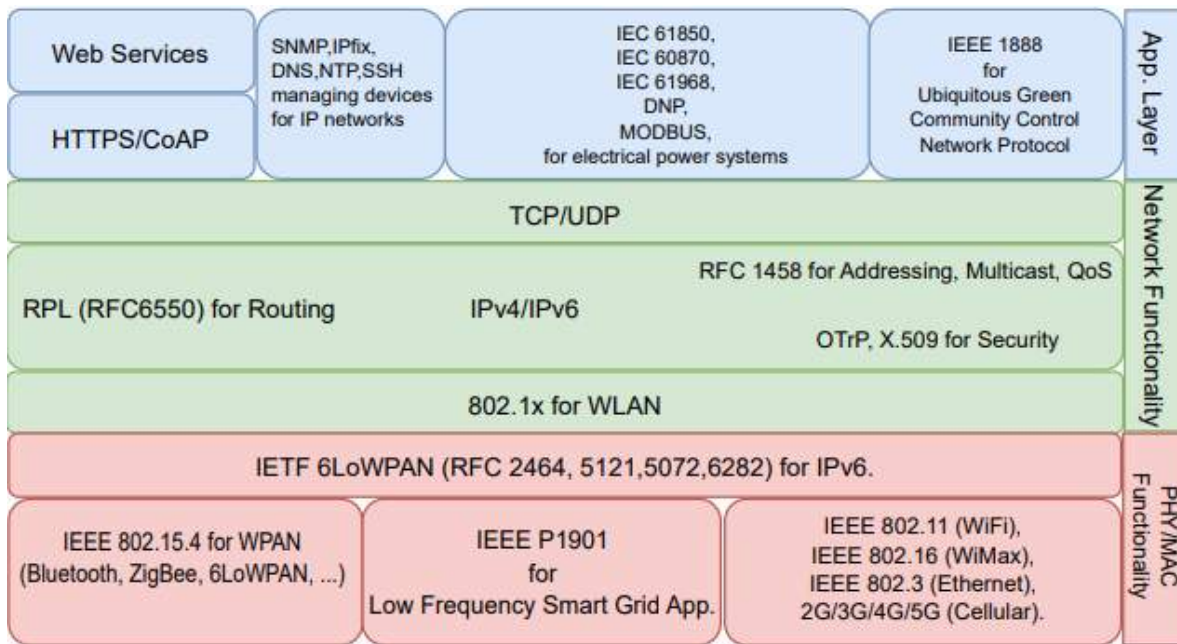 Web Services
HTTPS/CoAP
SNMP,IPfix,
DNS,NTP,SSH
managing devices
for IP networks
IEC 61850,
IEC 60870,
IEC 61968,
DNP,
MODBUS,
for electrical power systems
IEEE 1888
for
Ubiquitous Green
Community Control
Network Protocol
App. Layer
TCP/UDP
RFC 1458 for Addressing, Multicast, QoS
RPL (RFC6550) for Routing
IPv4/IPv6
OTrP, X.509 for Security
802.1x for WLAN
Network Functionality
IETF 6LoWPAN (RFC 2464, 5121,5072,6282) for IPv6.
IEEE 802.15.4 for WPAN
(Bluetooth, ZigBee, 6LoWPAN, ...)
IEEE P1901
for
Low Frequency Smart Grid App.
IEEE 802.11 (WiFi),
IEEE 802.16 (WiMax),
IEEE 802.3 (Ethernet),
2G/3G/4G/5G (Cellular).
PHY/MAC
Functionality